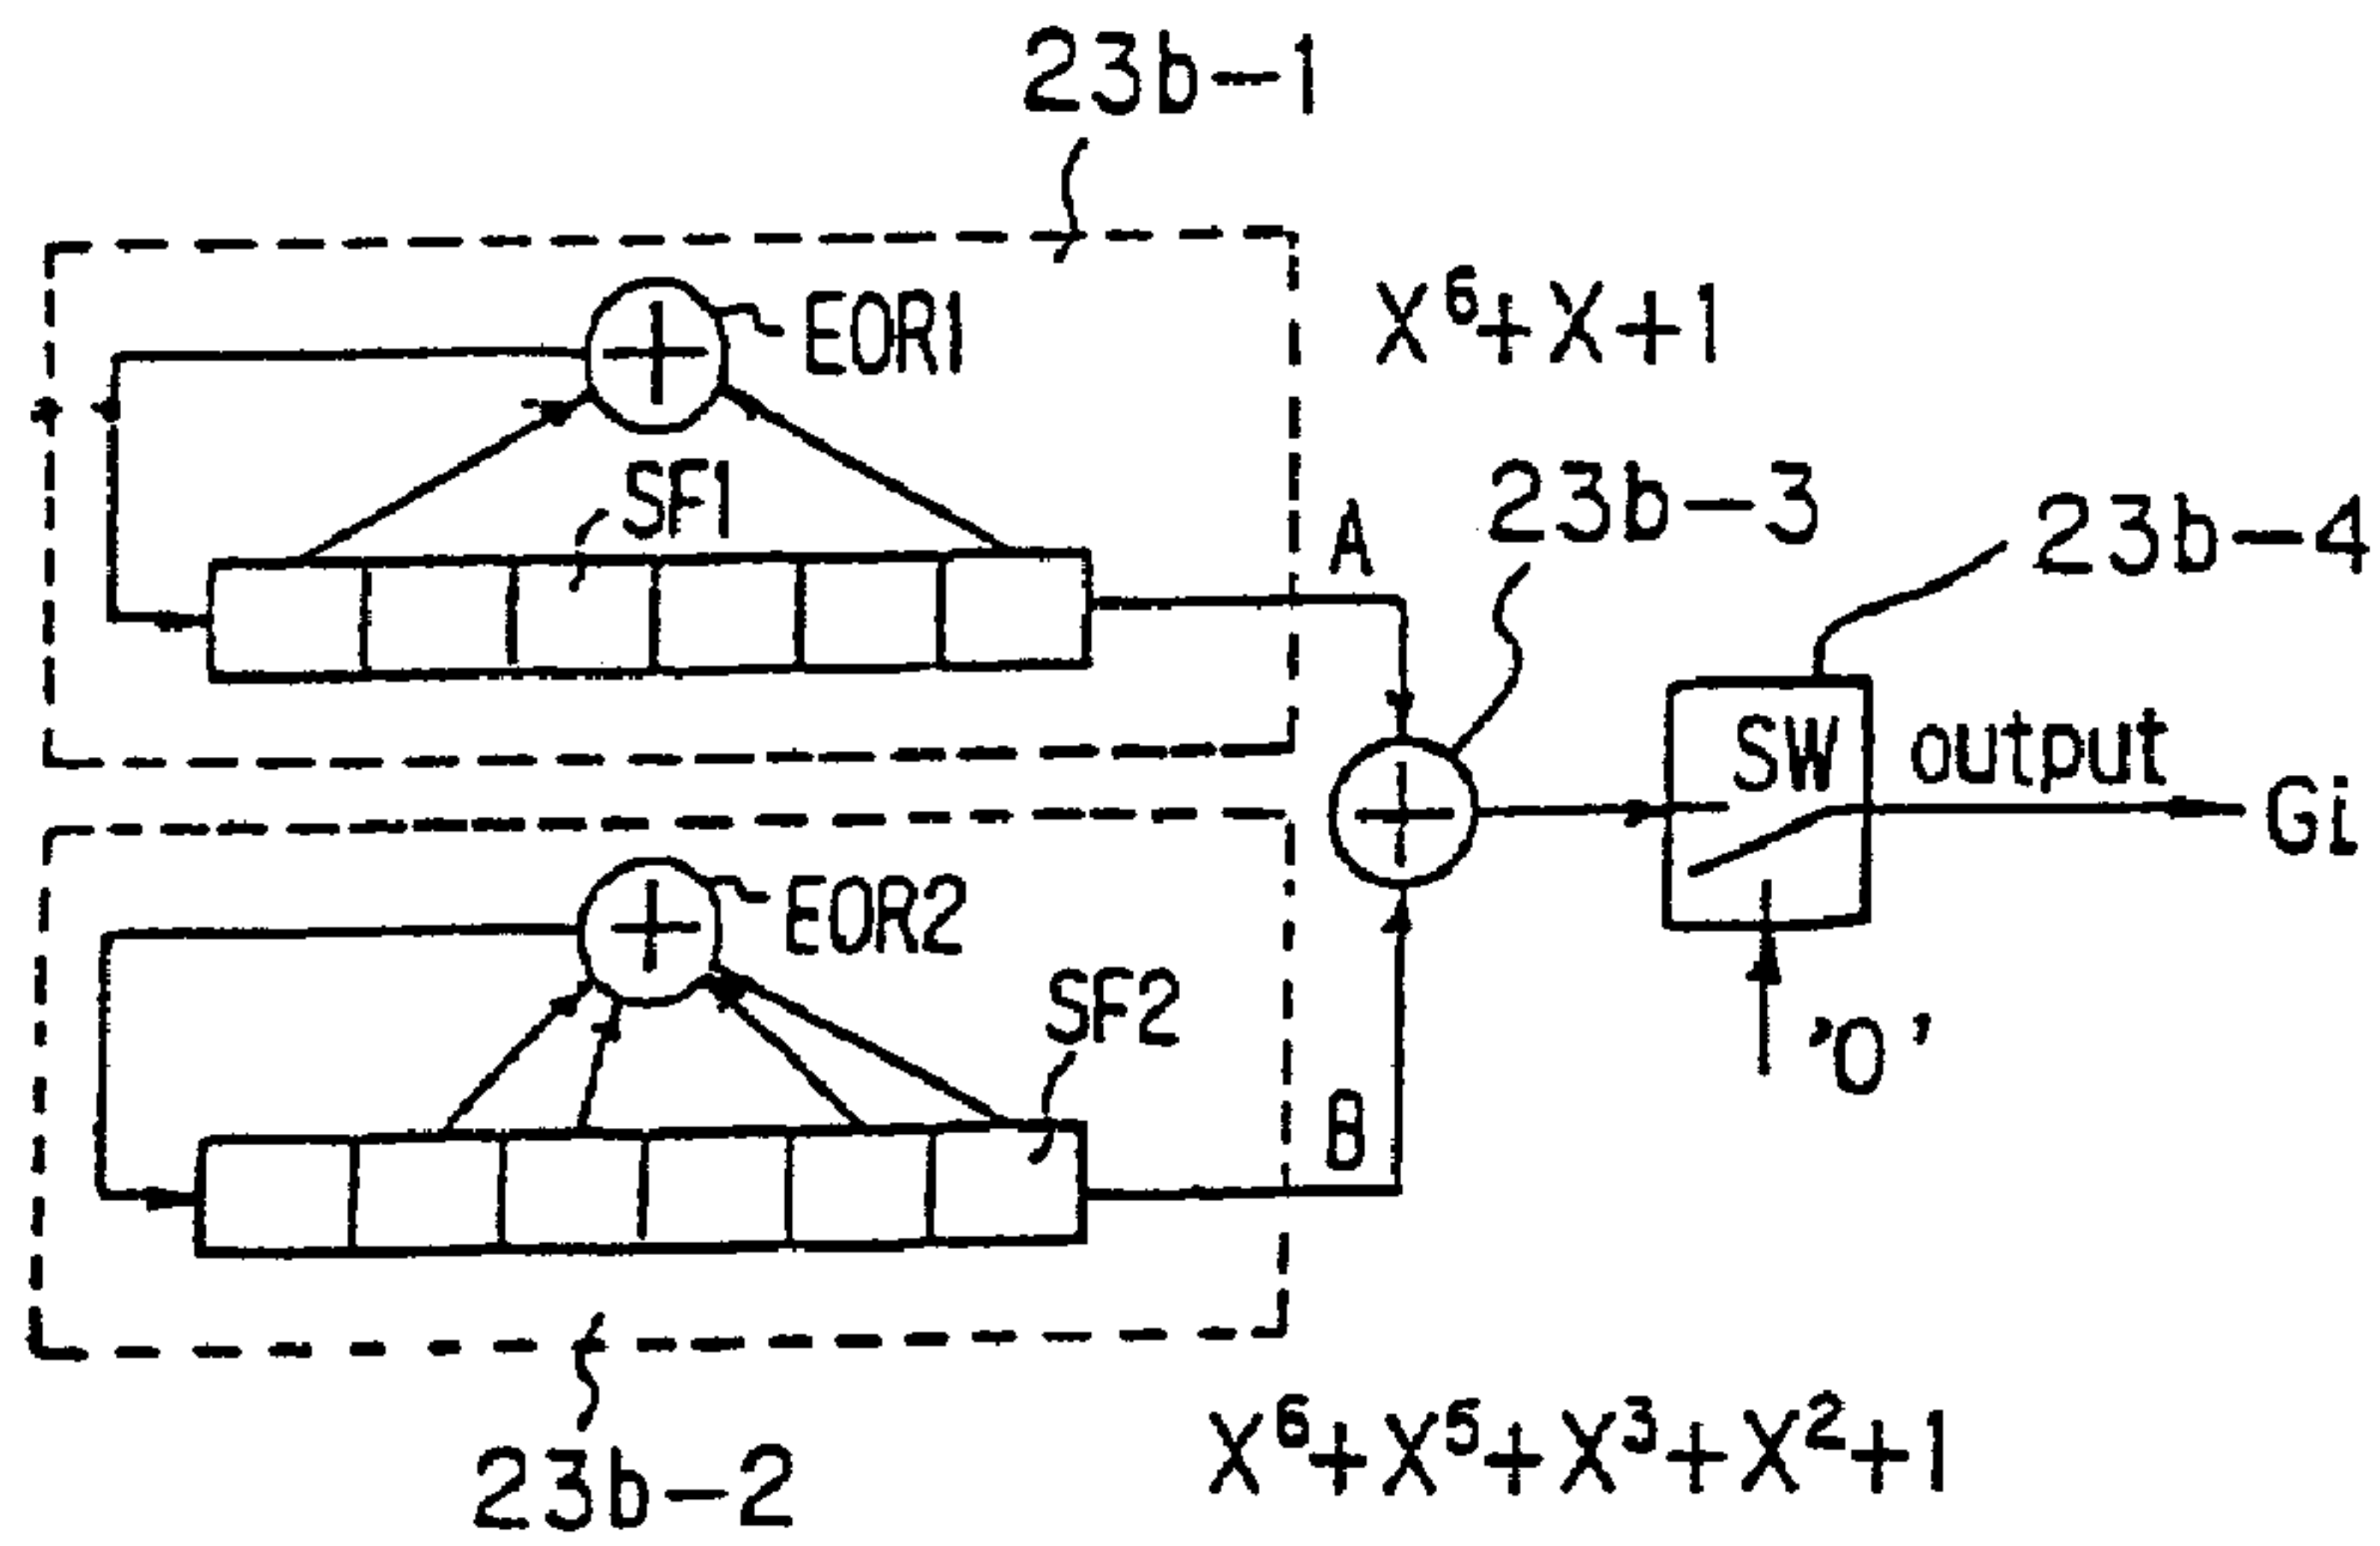 23b-1
EOR1
X⁶+X+1
SF1
A
23b-3
23b-4
SW
output
Gi
EOR2
SF2
'0'
B
X⁶+X⁵+X³+X²+1
23b-2